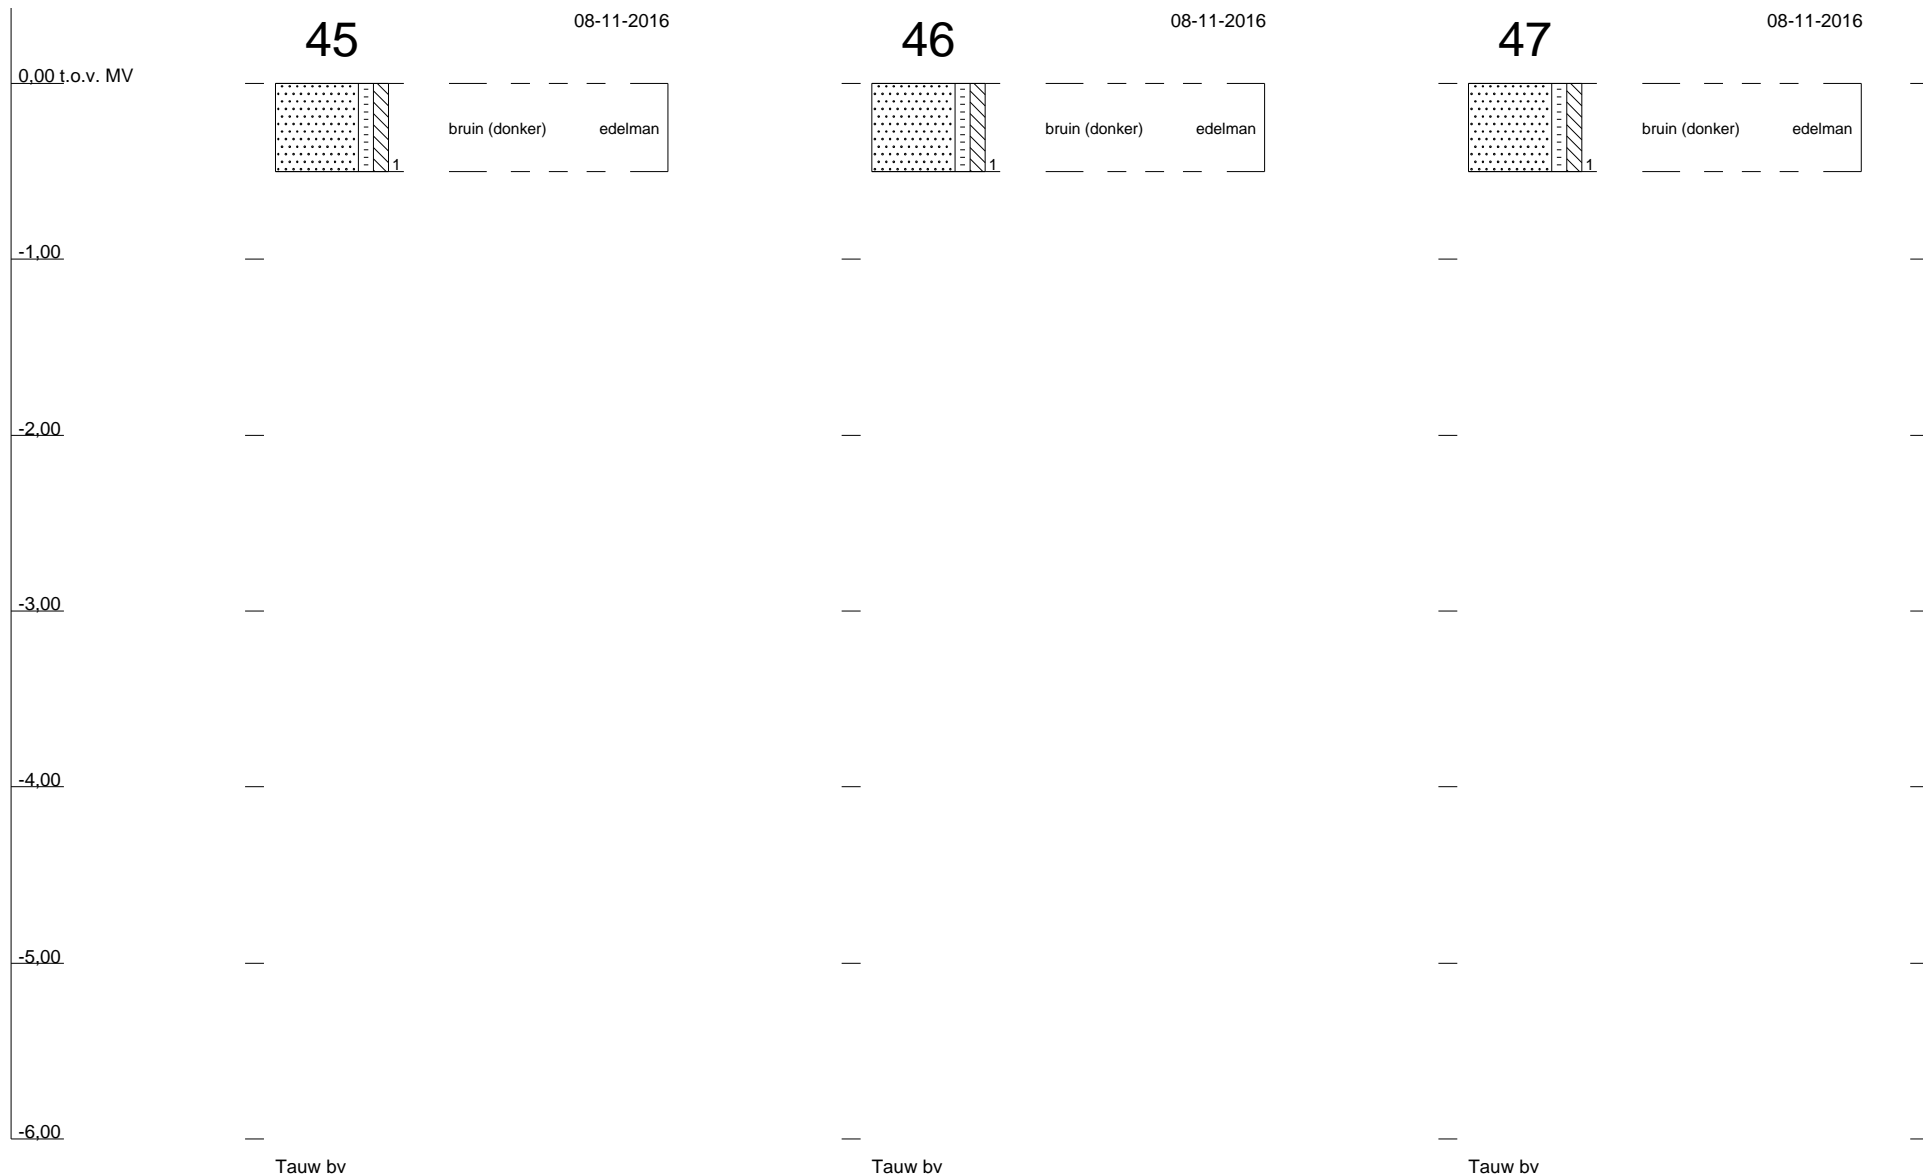 45 08-11-2016 46 08-11-2016 47 08-11-2016
0,00 t.o.v. MV
bruin (donker) edelman bruin (donker) edelman bruin (donker) edelman
1 1 1
-1,00
-2,00
-3,00
-4,00
-5,00
-6,00
Tauw bv Tauw bv Tauw bv